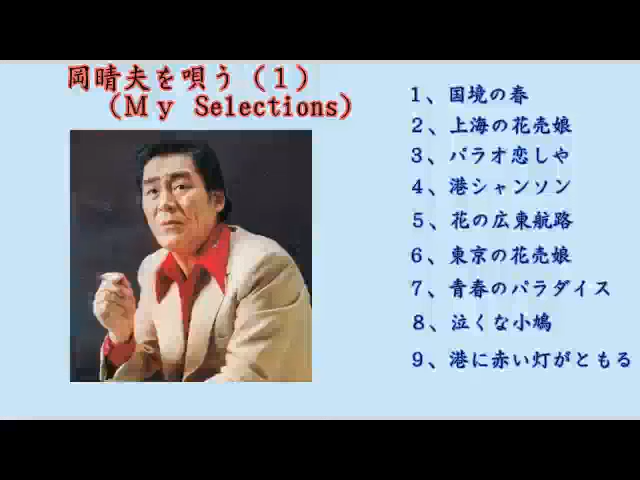 岡晴夫を唄う（１）
（Ｍｙ Selections）
１、国境の春
２、上海の花売娘
３、パラオ恋しや
４、港シャンソン
５、花の広東航路
６、東京の花売娘
７、青春のパラダイス
８、泣くな小鳩
９、港に赤い灯がともる